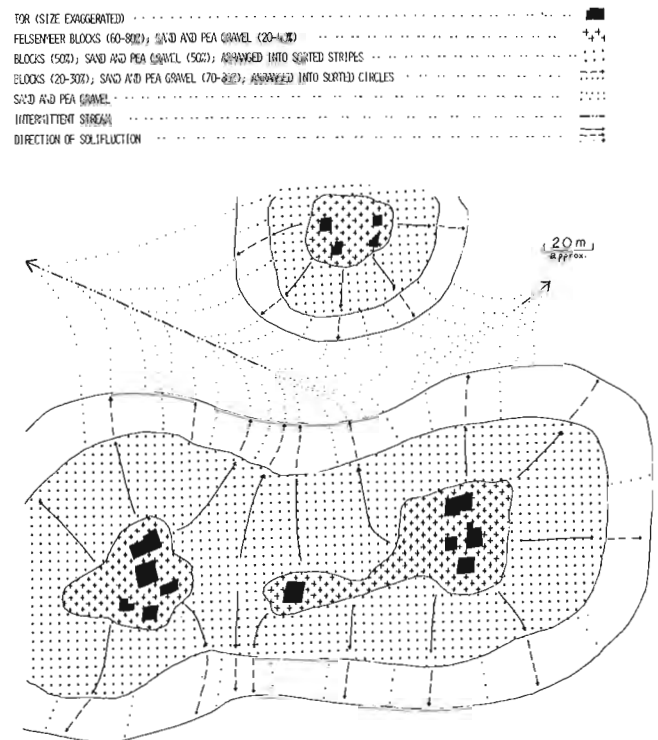 TOR (SIZE EXAGGERATED)
FELSENMEER BLOCKS (60-80%); SAND AND PEA GRAVEL (20-40%)
BLOCKS (50%); SAND AND PEA GRAVEL (50%); ARRANGED INTO SORTED STRIPES
BLOCKS (20-30%); SAND AND PEA GRAVEL (70-80%); ARRANGED INTO SORTED CIRCLES
SAND AND PEA GRAVEL
INTERMITTENT STREAM
DIRECTION OF SOLIFLUCTION
20m
approx.